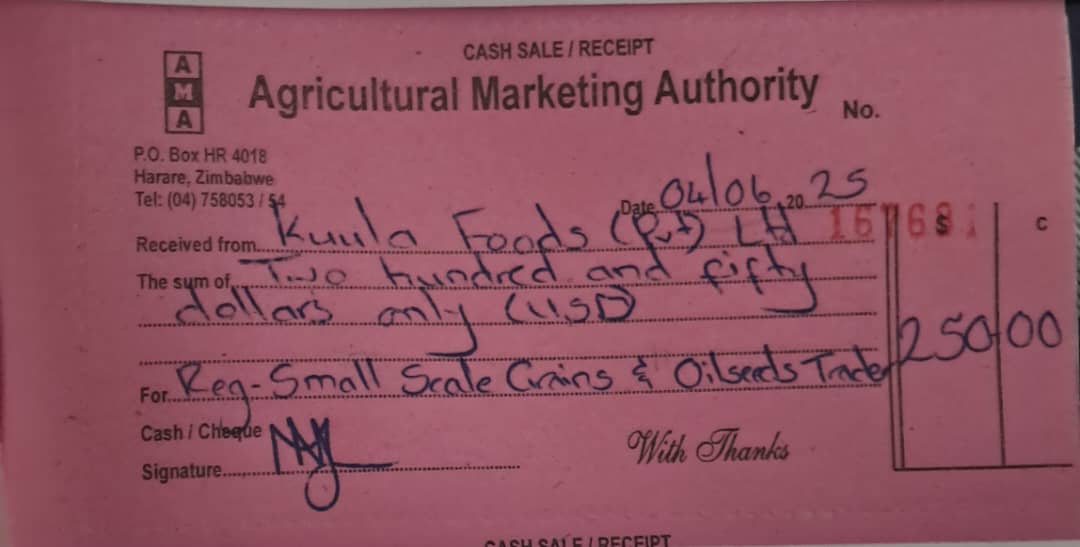 CASH SALE / RECEIPT
AMA
Agricultural Marketing Authority
No.
P.O. Box HR 4018
Harare, Zimbabwe
Tel: (04) 758053 / 54
Date 04/06 20 25
Received from Kuula Foods (Pvt) Ltd
$ C
The sum of Two hundred and fifty
dollars only (USD)
250 00
For Reg-Small Scale Grains & Oilseeds Trader
Cash / Cheque
With Thanks
Signature
CASH SALE / RECEIPT